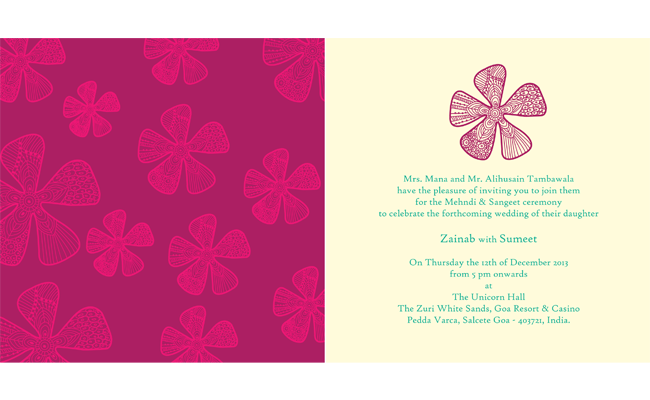 Mrs. Mana and Mr. Alihusain Tambawala
have the pleasure of inviting you to join them
for the Mehndi & Sangeet ceremony
to celebrate the forthcoming wedding of their daughter
Zainab with Sumeet
On Thursday the 12th of December 2013
from 5 pm onwards
at
The Unicorn Hall
The Zuri White Sands, Goa Resort & Casino
Pedda Varca, Salcete Goa - 403721, India.